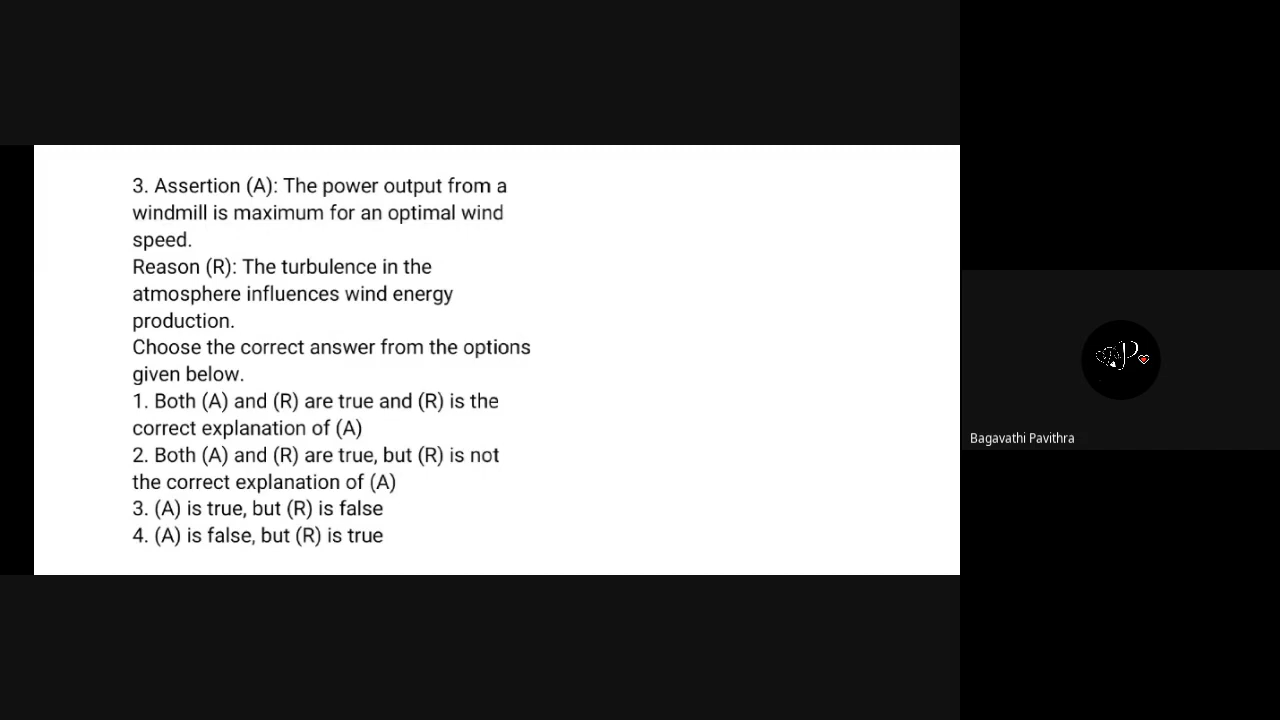 3. Assertion (A): The power output from a
windmill is maximum for an optimal wind
speed.
Reason (R): The turbulence in the
atmosphere influences wind energy
production.
Choose the correct answer from the options
given below.
1. Both (A) and (R) are true and (R) is the
correct explanation of (A)
2. Both (A) and (R) are true, but (R) is not
the correct explanation of (A)
3. (A) is true, but (R) is false
4. (A) is false, but (R) is true
Bagavathi Pavithra